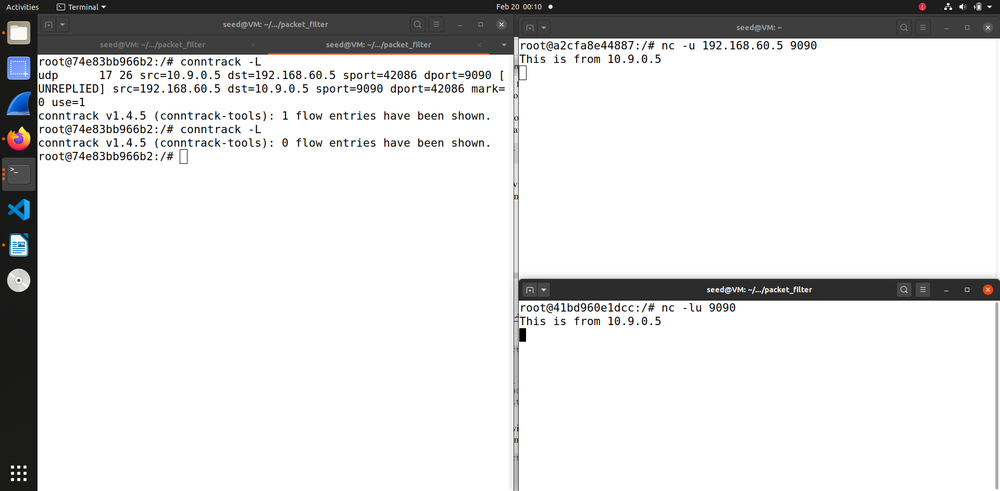 Activities
Terminal
Feb 20 00:10
seed@VM: ~/.../packet_filter
seed@VM: ~/.../packet_filter
seed@VM: ~/.../packet_filter
root@74e83bb966b2:/# conntrack -L
udp      17 26 src=10.9.0.5 dst=192.168.60.5 sport=42086 dport=9090 [
UNREPLIED] src=192.168.60.5 dst=10.9.0.5 sport=9090 dport=42086 mark=
0 use=1
conntrack v1.4.5 (conntrack-tools): 1 flow entries have been shown.
root@74e83bb966b2:/# conntrack -L
conntrack v1.4.5 (conntrack-tools): 0 flow entries have been shown.
root@74e83bb966b2:/#
seed@VM: ~
root@a2cfa8e44887:/# nc -u 192.168.60.5 9090
This is from 10.9.0.5
seed@VM: ~/.../packet_filter
root@41bd960e1dcc:/# nc -lu 9090
This is from 10.9.0.5